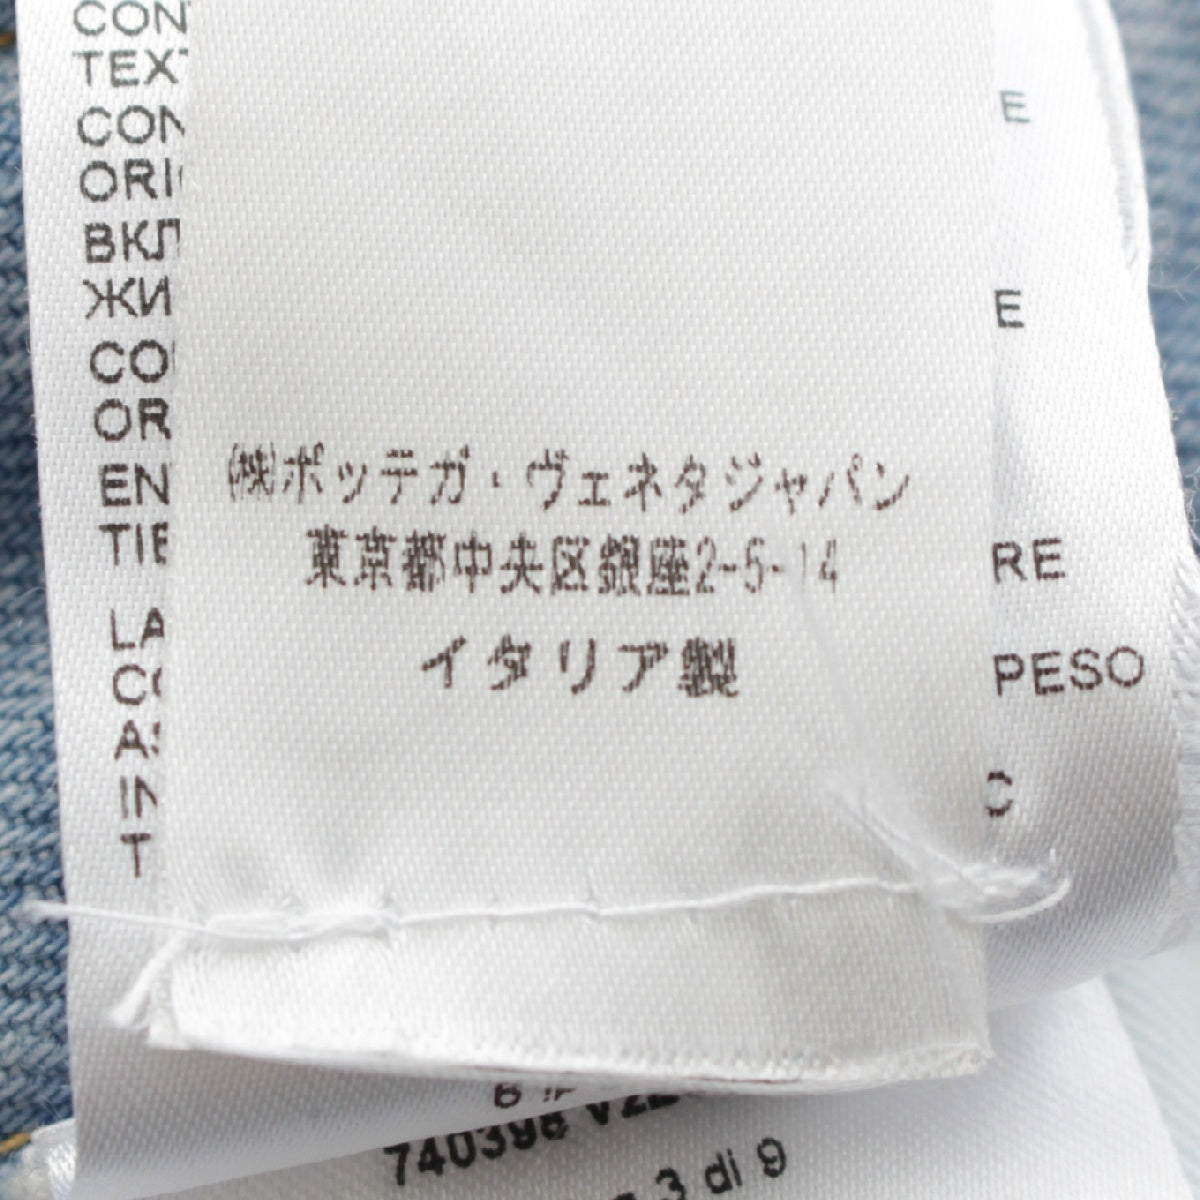 CON
TEXT
CON
ORI
E
ВКЛ
ЖИ
E
CO
OR
EN
TIE
㈱ボッテガ・ヴェネタジャパン
東京都中央区銀座2-5-14
イタリア製
RE
LA
CO
PESO
AS
IN
C
T
740398
3 di 9